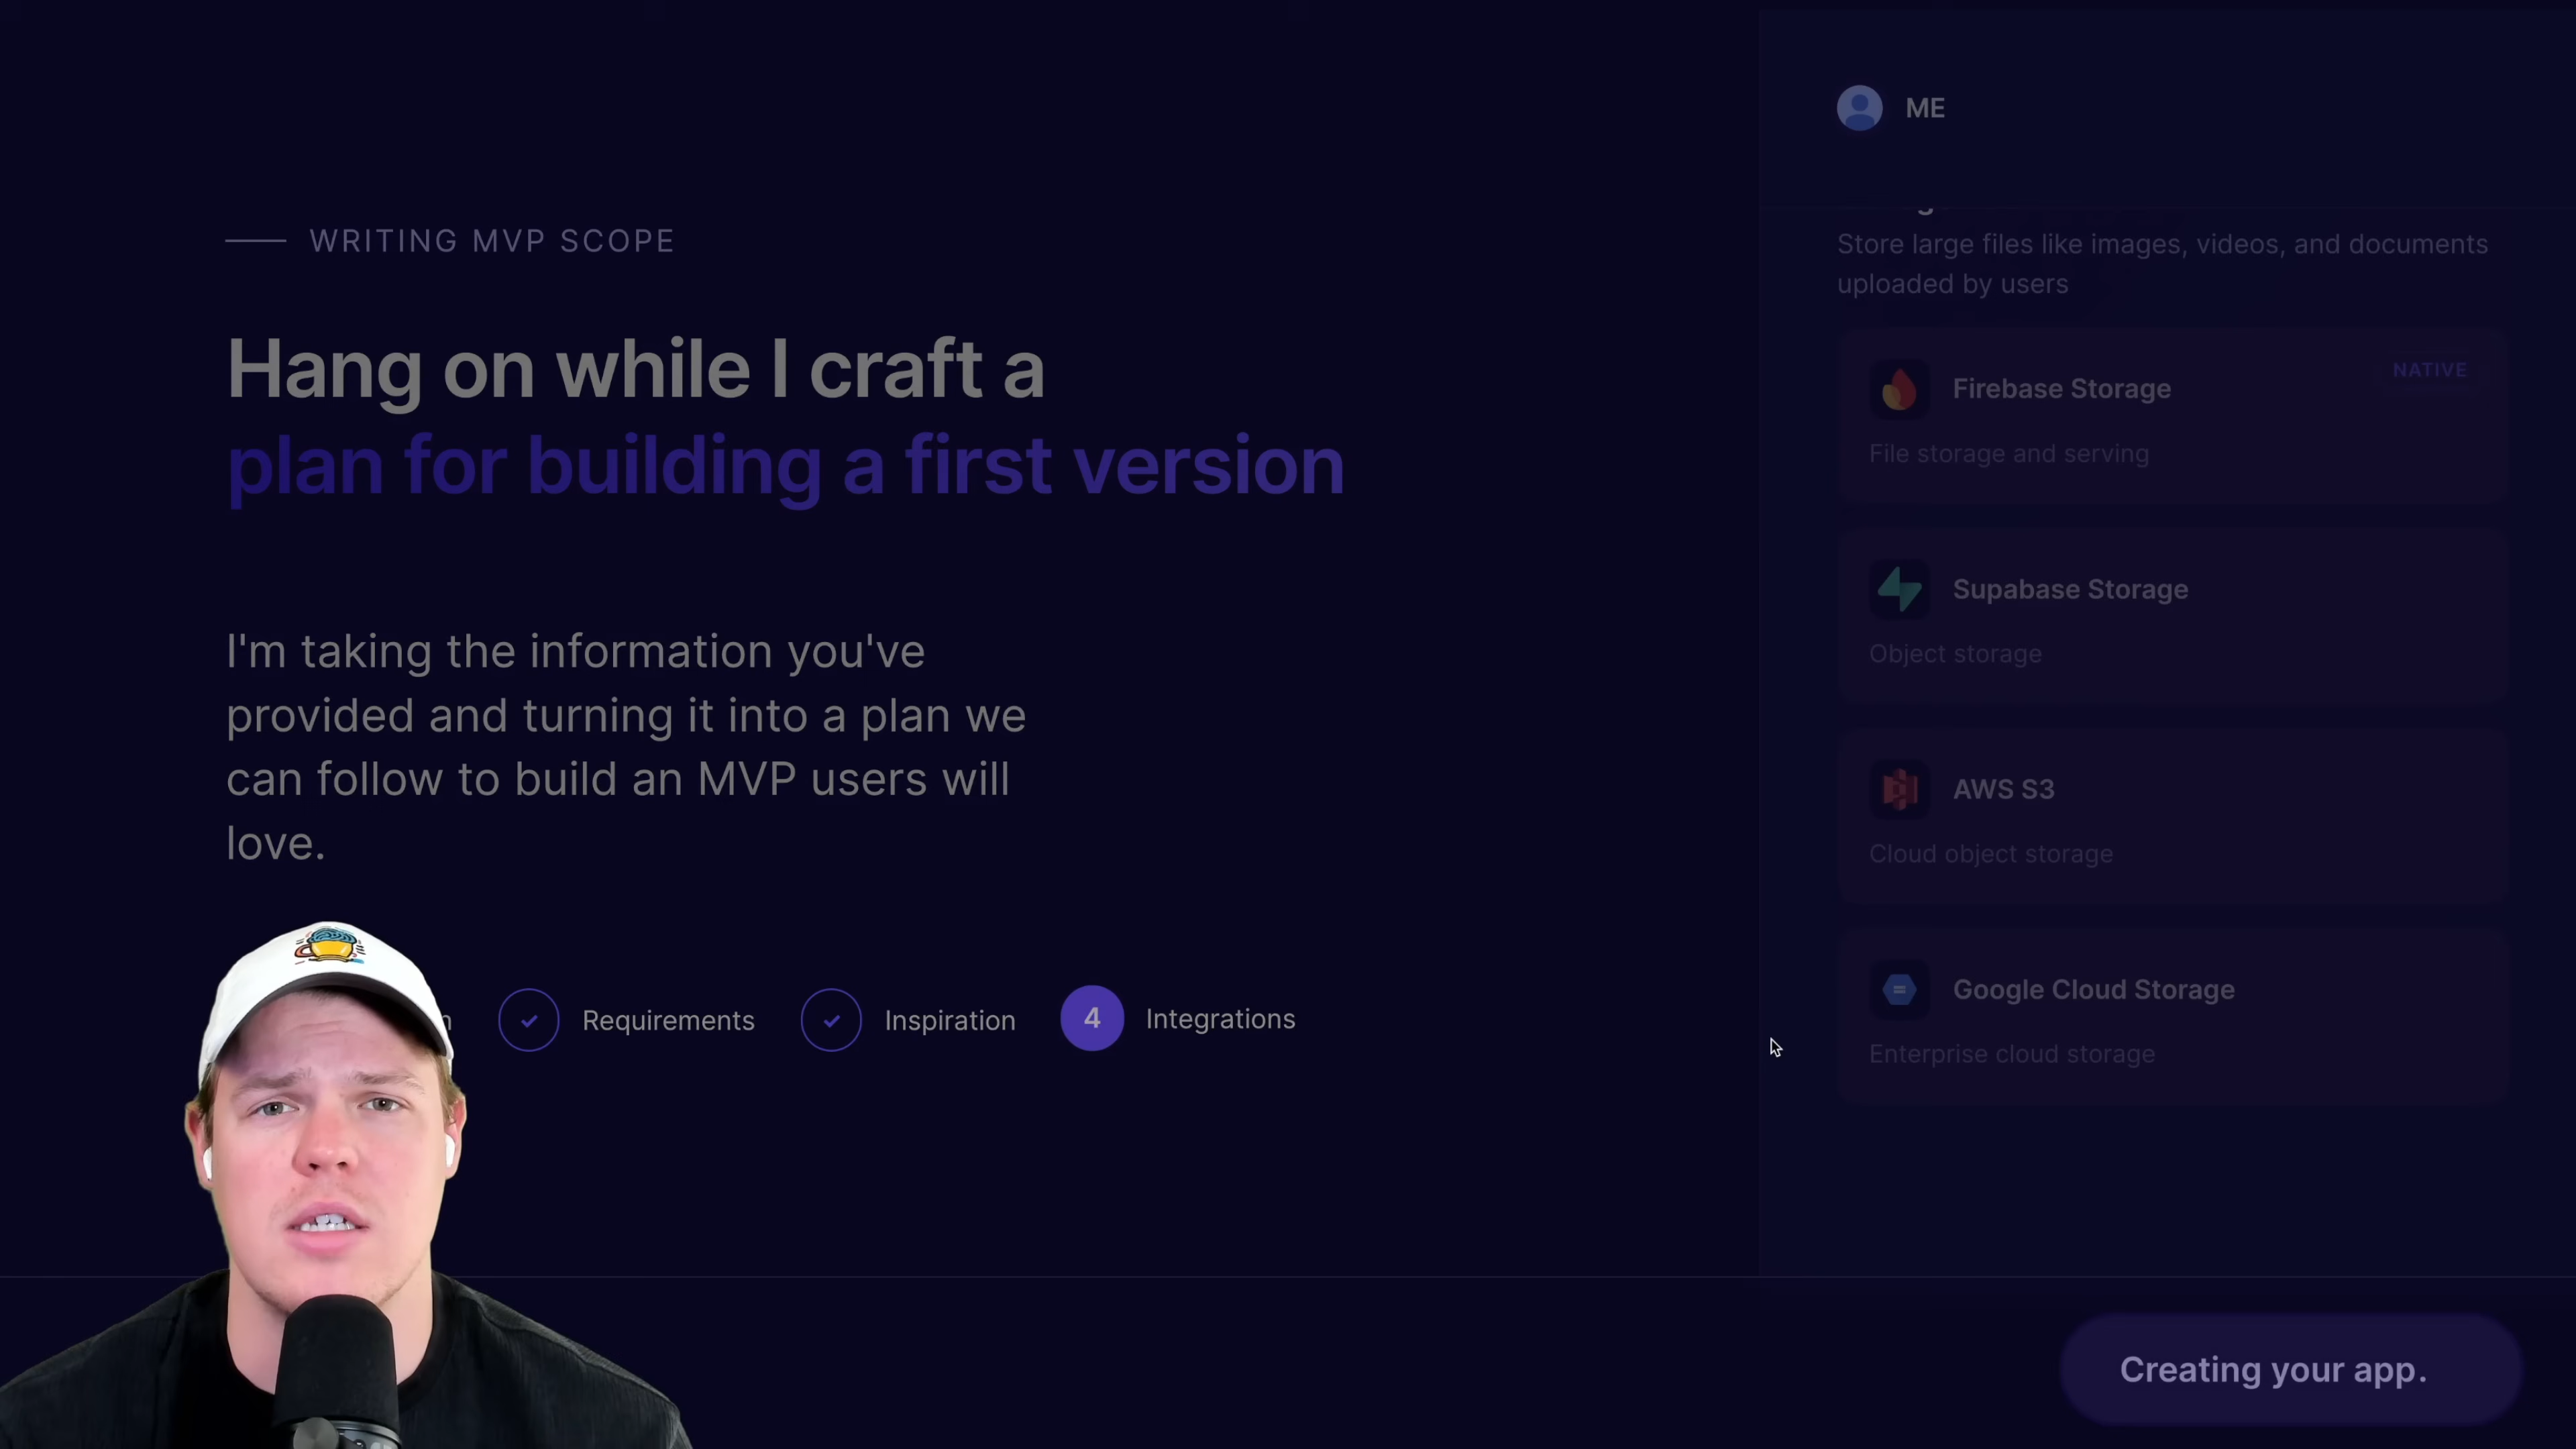 WRITING MVP SCOPE
Hang on while I craft a
plan for building a first version
I'm taking the information you've
provided and turning it into a plan we
can follow to build an MVP users will
love.
Requirements
Inspiration
4 Integrations
ME
Store large files like images, videos, and documents
uploaded by users
Firebase Storage
NATIVE
File storage and serving
Supabase Storage
Object storage
AWS S3
Cloud object storage
Google Cloud Storage
Enterprise cloud storage
Creating your app.